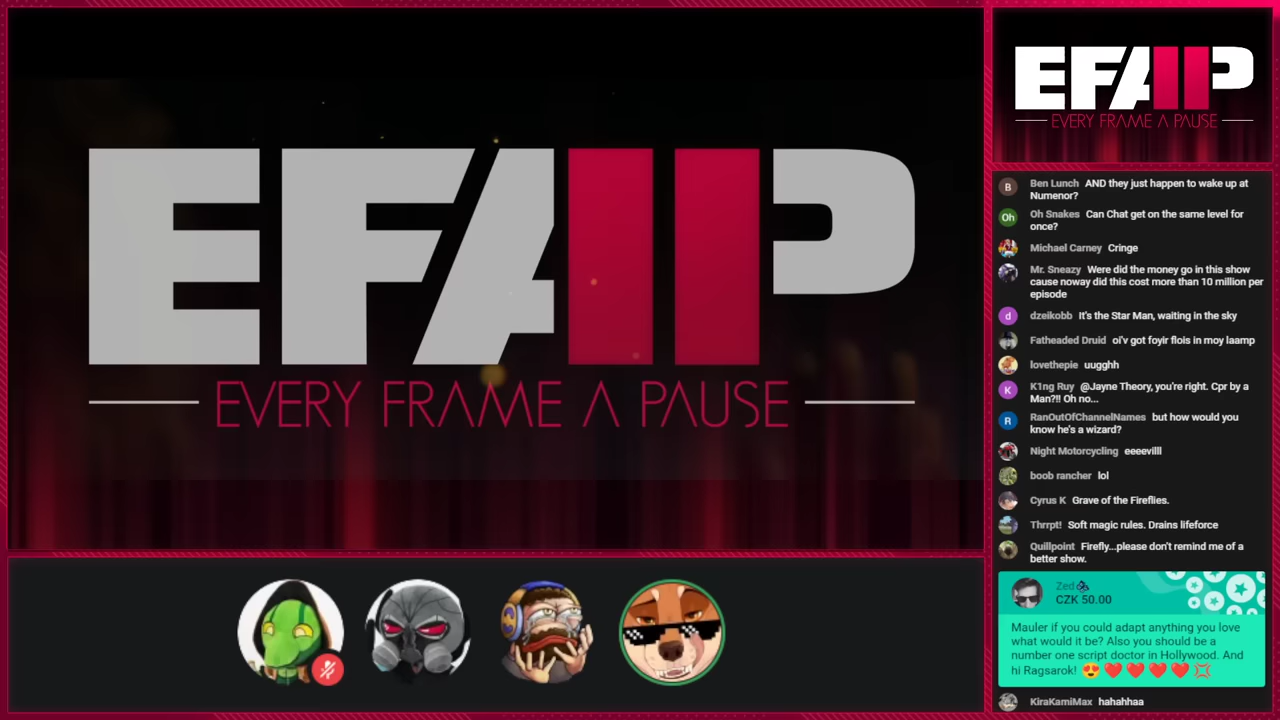 EFAP
EVERY FRAME A PAUSE
EFAP
EVERY FRAME A PAUSE
B
Ben Lunch AND they just happen to wake up at
Numenor?
Oh
Oh Snakes Can Chat get on the same level for
once?
Michael Carney Cringe
Mr. Sneazy Were did the money go in this show
cause noway did this cost more than 10 million per
episode
d
dzeikobb It's the Star Man, waiting in the sky
Fatheaded Druid oi'v got foyir flois in moy laamp
lovethepie uugghh
K
K1ng Ruy @Jayne Theory, you're right. Cpr by a
Man?!! Oh no...
R
RanOutOfChannelNames but how would you
know he's a wizard?
Night Motorcycling eeeevilll
boob rancher lol
Cyrus K Grave of the Fireflies.
Thrrpt! Soft magic rules. Drains lifeforce
Quillpoint Firefly...please don't remind me of a
better show.
Zed
CZK 50.00
Mauler if you could adapt anything you love
what would it be? Also you should be a
number one script doctor in Hollywood. And
hi Ragsarok! 😍 ❤️ ❤️ ❤️ ❤️ 💢
KiraKamiMax hahahhaa